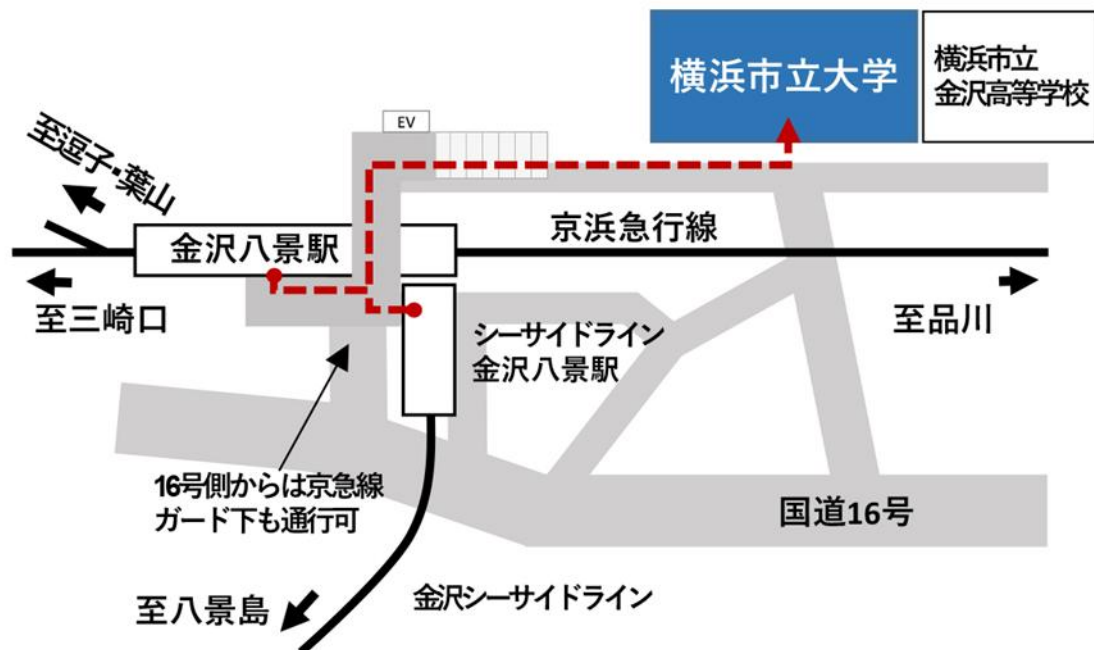 横浜市立大学
横浜市立
金沢高等学校
EV
至逗子・葉山
金沢八景駅
京浜急行線
至三崎口
至品川
シーサイドライン
金沢八景駅
16号側からは京急線
ガード下も通行可
国道16号
至八景島
金沢シーサイドライン